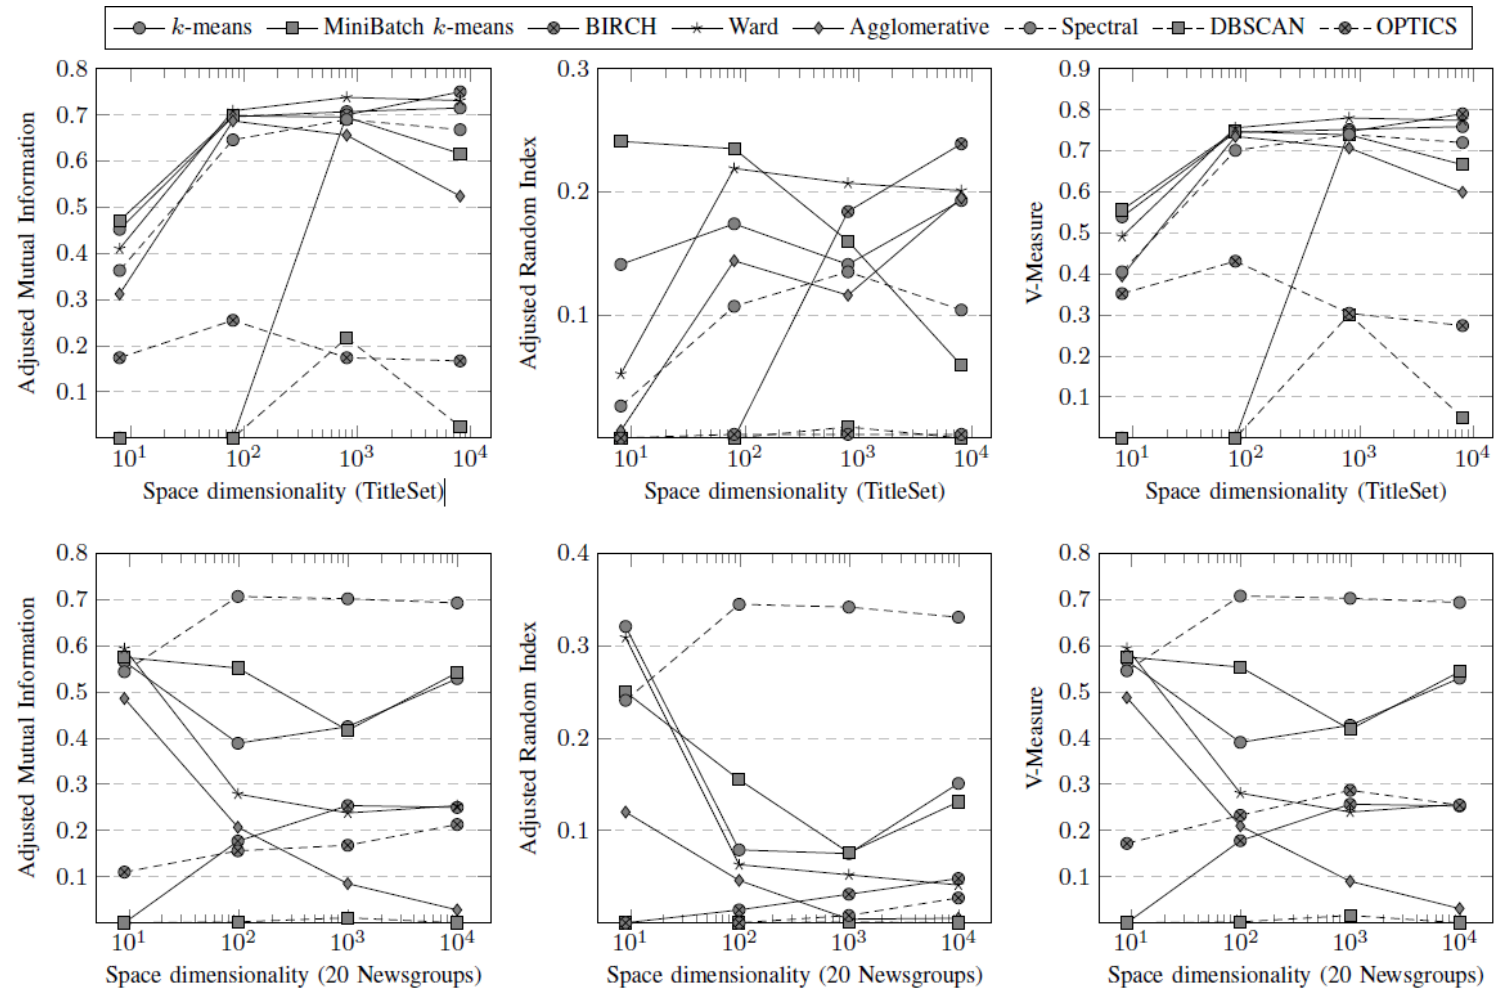 k-means MiniBatch k-means BIRCH Ward Agglomerative Spectral DBSCAN OPTICS
Adjusted Mutual Information
0.8
0.7
0.6
0.5
0.4
0.3
0.2
0.1
10^1 10^2 10^3 10^4
Space dimensionality (TitleSet)
Adjusted Random Index
0.3
0.2
0.1
10^1 10^2 10^3 10^4
Space dimensionality (TitleSet)
V-Measure
0.9
0.8
0.7
0.6
0.5
0.4
0.3
0.2
0.1
10^1 10^2 10^3 10^4
Space dimensionality (TitleSet)
Adjusted Mutual Information
0.8
0.7
0.6
0.5
0.4
0.3
0.2
0.1
10^1 10^2 10^3 10^4
Space dimensionality (20 Newsgroups)
Adjusted Random Index
0.4
0.3
0.2
0.1
10^1 10^2 10^3 10^4
Space dimensionality (20 Newsgroups)
V-Measure
0.8
0.7
0.6
0.5
0.4
0.3
0.2
0.1
10^1 10^2 10^3 10^4
Space dimensionality (20 Newsgroups)